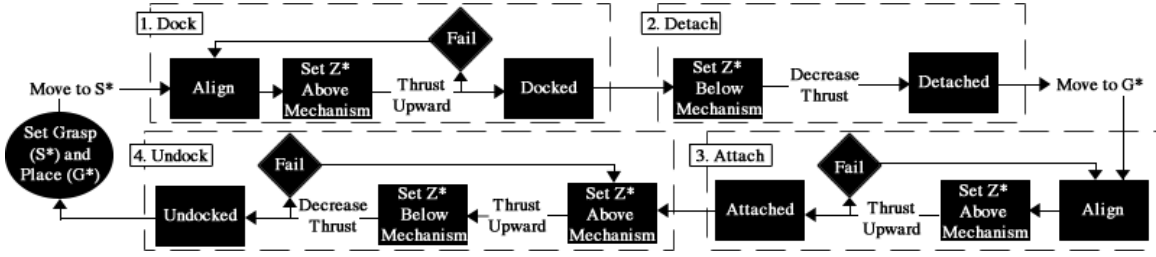 1. Dock
Fail
Align
Set Z*
Above
Mechanism
Thrust
Upward
Docked
2. Detach
Set Z*
Below
Mechanism
Decrease
Thrust
Detached
Move to S*
Move to G*
Set Grasp
(S*) and
Place (G*)
4. Undock
Fail
Undocked
Decrease
Thrust
Set Z*
Below
Mechanism
Thrust
Upward
Set Z*
Above
Mechanism
3. Attach
Fail
Attached
Thrust
Upward
Set Z*
Above
Mechanism
Align